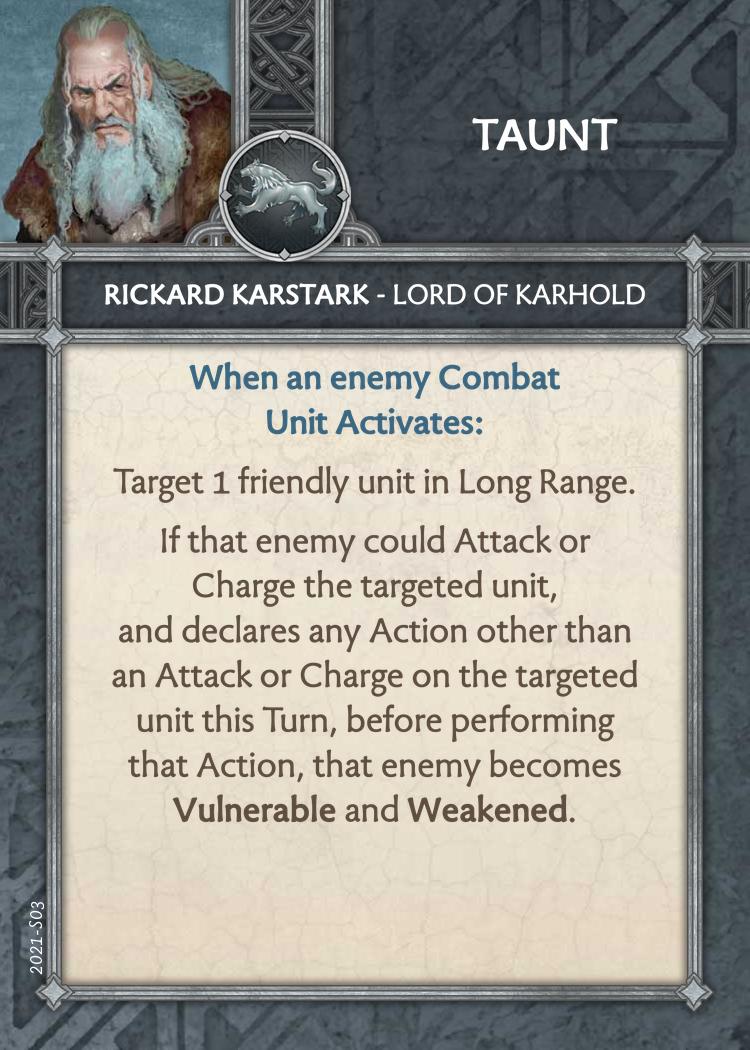 TAUNT
RICKARD KARSTARK - LORD OF KARHOLD
When an enemy Combat
Unit Activates:
Target 1 friendly unit in Long Range.
If that enemy could Attack or
Charge the targeted unit,
and declares any Action other than
an Attack or Charge on the targeted
unit this Turn, before performing
that Action, that enemy becomes
Vulnerable and Weakened.
2021-S03